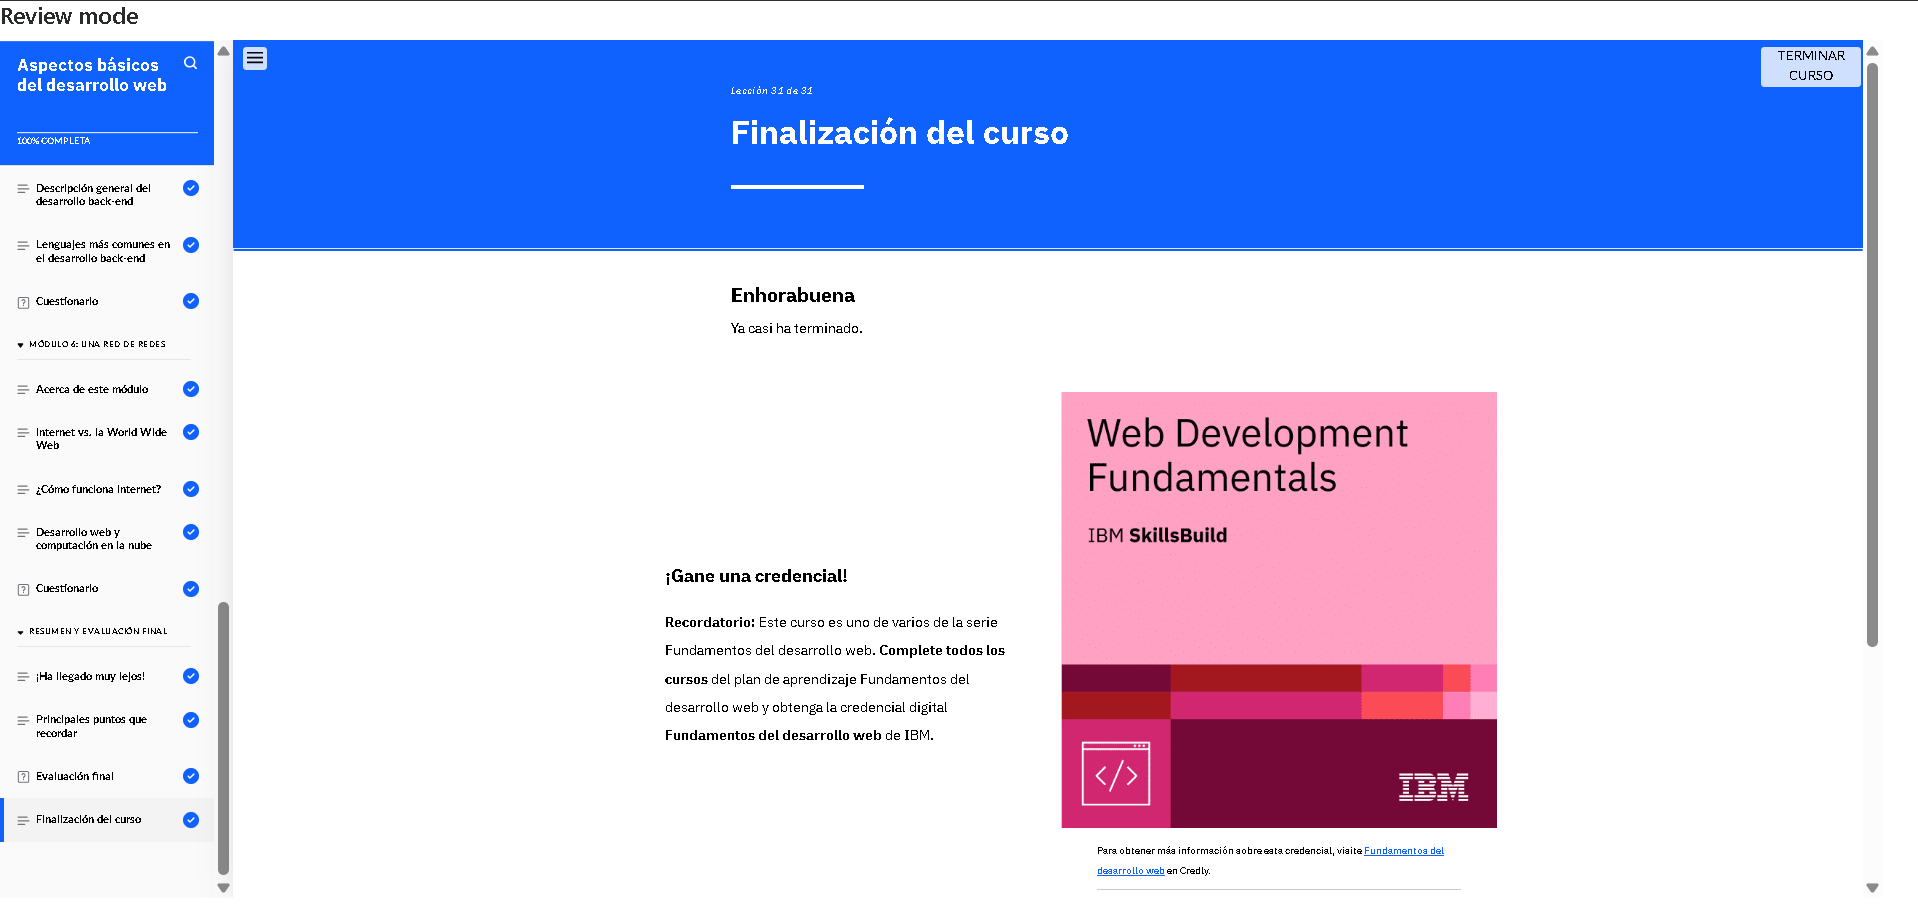 Review mode
Aspectos básicos
del desarrollo web
100% COMPLETA
Descripción general del
desarrollo back-end
Lenguajes más comunes en
el desarrollo back-end
Cuestionario
MÓDULO 6: UNA RED DE REDES
Acerca de este módulo
Internet vs. la World Wide
Web
¿Cómo funciona Internet?
Desarrollo web y
computación en la nube
Cuestionario
RESUMEN Y EVALUACIÓN FINAL
¡Ha llegado muy lejos!
Principales puntos que
recordar
Evaluación final
Finalización del curso
TERMINAR
CURSO
Lección 31 de 31
Finalización del curso
Enhorabuena
Ya casi ha terminado.
¡Gane una credencial!
Recordatorio: Este curso es uno de varios de la serie
Fundamentos del desarrollo web. Complete todos los
cursos del plan de aprendizaje Fundamentos del
desarrollo web y obtenga la credencial digital
Fundamentos del desarrollo web de IBM.
Web Development
Fundamentals
IBM SkillsBuild
</>
IBM
Para obtener más información sobre esta credencial, visite Fundamentos del
desarrollo web en Credly.